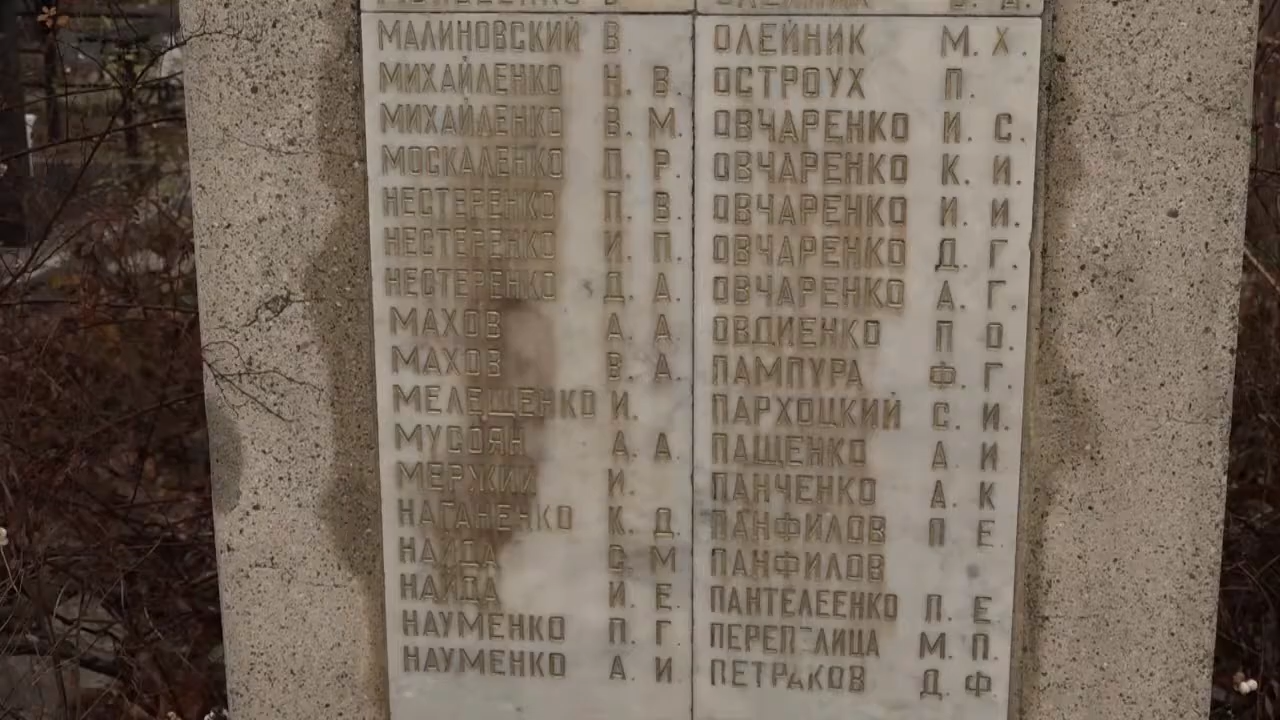 МАЛИНОВСКИЙ В.
МИХАЙЛЕНКО Н. В.
МИХАЙЛЕНКО В. М.
МОСКАЛЕНКО П. Р.
НЕСТЕРЕНКО П. В.
НЕСТЕРЕНКО И. П.
НЕСТЕРЕНКО Д. А.
МАХОВ А. А.
МАХОВ В. А.
МЕЛЕЩЕНКО И.
МУСОЯН А. А.
МЕРЖИЙ И.
НАГАНЕНКО К. Д.
НАЙДА С. М
НАЙДА И. Е.
НАУМЕНКО П. Г
НАУМЕНКО А. И
ОЛЕЙНИК М. Х.
ОСТРОУХ П.
ОВЧАРЕНКО И. С.
ОВЧАРЕНКО К. И.
ОВЧАРЕНКО И. И.
ОВЧАРЕНКО Д. Г.
ОВЧАРЕНКО А. Г.
ОВДИЕНКО П О.
ПАМПУРА Ф. Г.
ПАРХОЦКИЙ С. И.
ПАЩЕНКО А. И
ПАНЧЕНКО А. К
ПАНФИЛОВ П Е
ПАНФИЛОВ
ПАНТЕЛЕЕНКО П. Е
ПЕРЕПЕЛИЦА М. П.
ПЕТРАКОВ Д. Ф